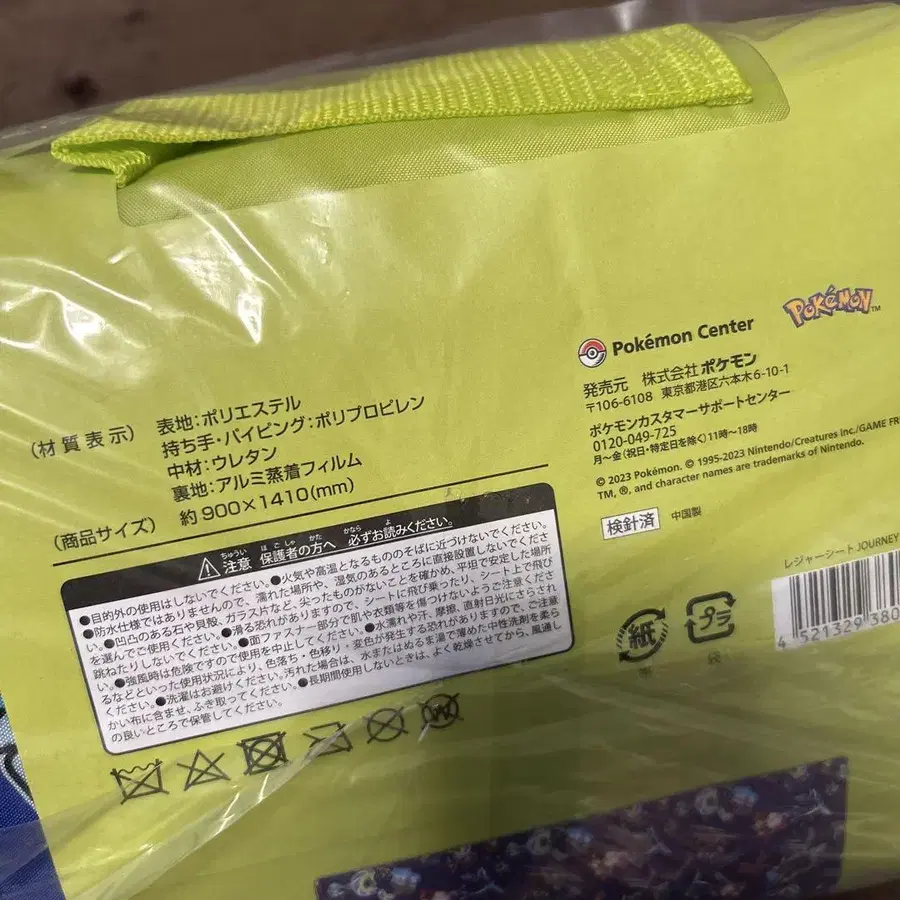 (材質表示)
表地:ポリエステル
持ち手・パイピング:ポリプロピレン
中材:ウレタン
裏地:アルミ蒸着フィルム
(商品サイズ) 約900×1410(mm)
ちゅうい ほごしゃ かた かなら よ
注意 保護者の方へ 必ずお読みください。
●目的外の使用はしないでください。●火気や高温となるもののそばに近づけないでください。
●防水仕様ではありませんので、濡れた場所や、湿気のあるところに直接設置しないでくだ
さい。●凹凸のある石や貝殻、ガラス片など、尖ったものがないことを確かめ、平坦で安定した場所
を選んでご使用ください。●滑る恐れがありますので、シートに飛び乗ったり、シート上で飛び
跳ねたりしないでください。●面ファスナー部分で肌や衣類等を傷つけないようご注意くださ
い。●強風時は危険ですので使用を中止してください。●水濡れや汗、摩擦、直射日光にさらされ
るなどといった使用状況により、色落ち・色移り・変色が発生する恐れがありますので、ご注意
ください。●洗濯はお避けください。汚れた場合は、水またはぬるま湯で薄めた中性洗剤を柔ら
かい布に含ませ、ふき取ってください。●長期間使用しないときは、よく乾燥させてから、風通し
の良いところで保管してください。
W
Pokémon Center
POKÉMON TM
発売元 株式会社ポケモン
〒106-6108 東京都港区六本木6-10-1
ポケモンカスタマーサポートセンター
0120-049-725
月〜金(祝日・特定日を除く)11時〜18時
© 2023 Pokémon. © 1995-2023 Nintendo/Creatures Inc./GAME FR
TM, ®, and character names are trademarks of Nintendo.
検針済 中国製
レジャーシート JOURNEY
紙 プラ
袋
4 521329 380